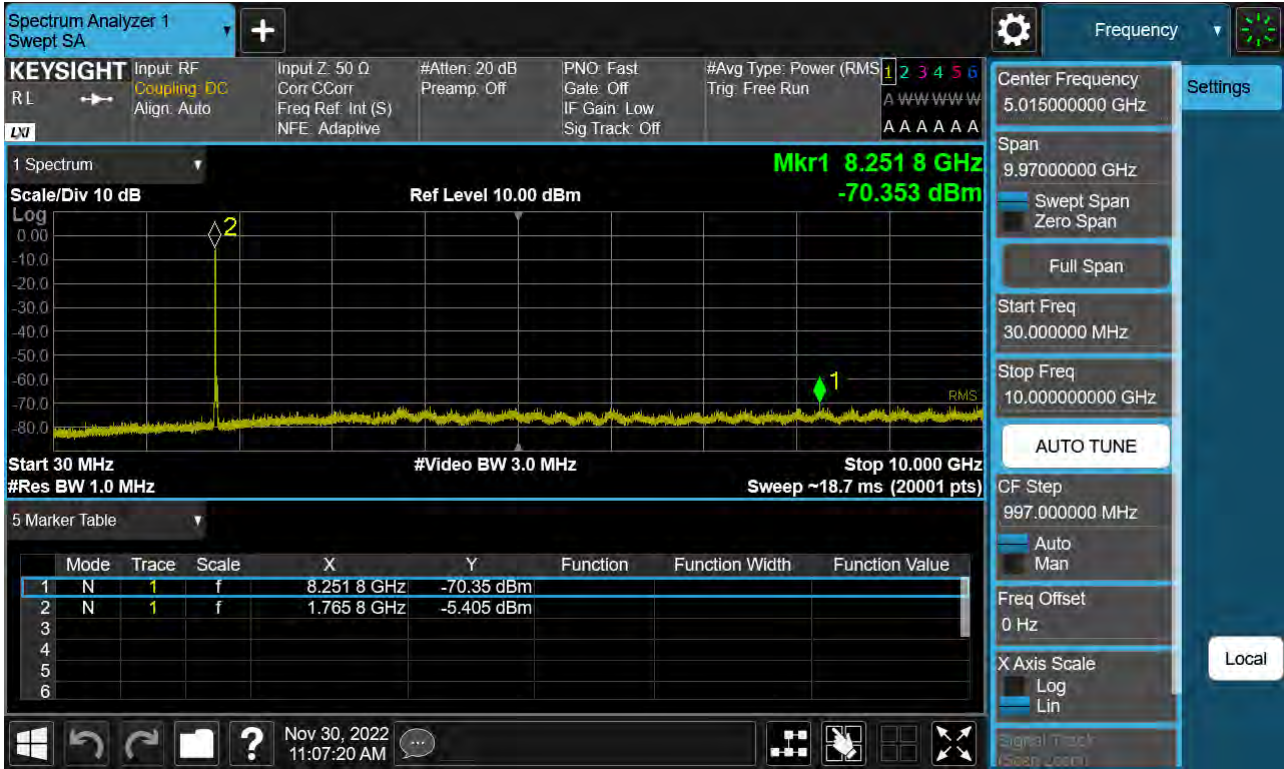 Spectrum Analyzer 1
Swept SA
+
Frequency
KEYSIGHT
RL
LXI
Input: RF
Coupling: DC
Align: Auto
Input Z: 50 Ω
Corr CCorr
Freq Ref: Int (S)
NFE: Adaptive
#Atten: 20 dB
Preamp: Off
PNO: Fast
Gate: Off
IF Gain: Low
Sig Track: Off
#Avg Type: Power (RMS
Trig: Free Run
1 2 3 4 5 6
A W W W W W
A A A A A A
1 Spectrum
Scale/Div 10 dB
Ref Level 10.00 dBm
Mkr1 8.251 8 GHz
-70.353 dBm
Log
0.00
-10.0
-20.0
-30.0
-40.0
-50.0
-60.0
-70.0
-80.0
2
1
RMS
Start 30 MHz
#Video BW 3.0 MHz
Stop 10.000 GHz
#Res BW 1.0 MHz
Sweep ~18.7 ms (20001 pts)
5 Marker Table
Mode Trace Scale X Y Function Function Width Function Value
1 N 1 f 8.251 8 GHz -70.35 dBm
2 N 1 f 1.765 8 GHz -5.405 dBm
3
4
5
6
Nov 30, 2022
11:07:20 AM
Center Frequency
5.015000000 GHz
Span
9.97000000 GHz
Swept Span
Zero Span
Full Span
Start Freq
30.000000 MHz
Stop Freq
10.000000000 GHz
AUTO TUNE
CF Step
997.000000 MHz
Auto
Man
Freq Offset
0 Hz
X Axis Scale
Log
Lin
Signal Track
(Span Zoom)
Settings
Local